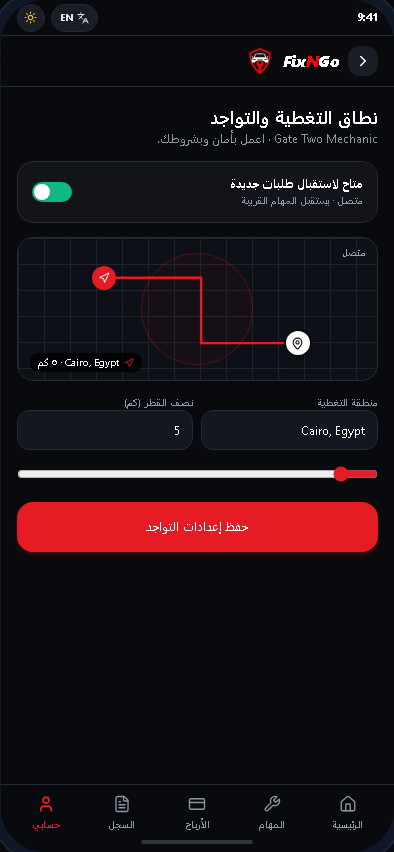 9:41
EN
FixNGo
نطاق التغطية والتواجد
Gate Two Mechanic · اعمل بأمان وبشروطك.
متاح لاستقبال طلبات جديدة
متصل · يستقبل المهام القريبة
متصل
Cairo, Egypt · ٥ كم
منطقة التغطية
نصف القطر (كم)
Cairo, Egypt
5
حفظ إعدادات التواجد
الرئيسية
المهام
الأرباح
السجل
حسابي